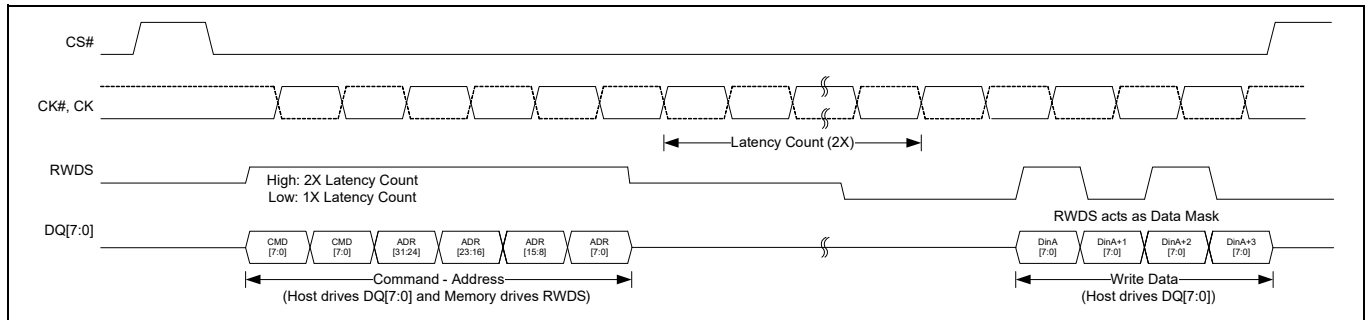 CS#
CK#, CK
Latency Count (2X)
RWDS
High: 2X Latency Count
Low: 1X Latency Count
RWDS acts as Data Mask
DQ[7:0]
CMD [7:0] CMD [7:0] ADR [31:24] ADR [23:16] ADR [15:8] ADR [7:0] DinA [7:0] DinA+1 [7:0] DinA+2 [7:0] DinA+3 [7:0]
Command - Address
(Host drives DQ[7:0] and Memory drives RWDS)
Write Data
(Host drives DQ[7:0])